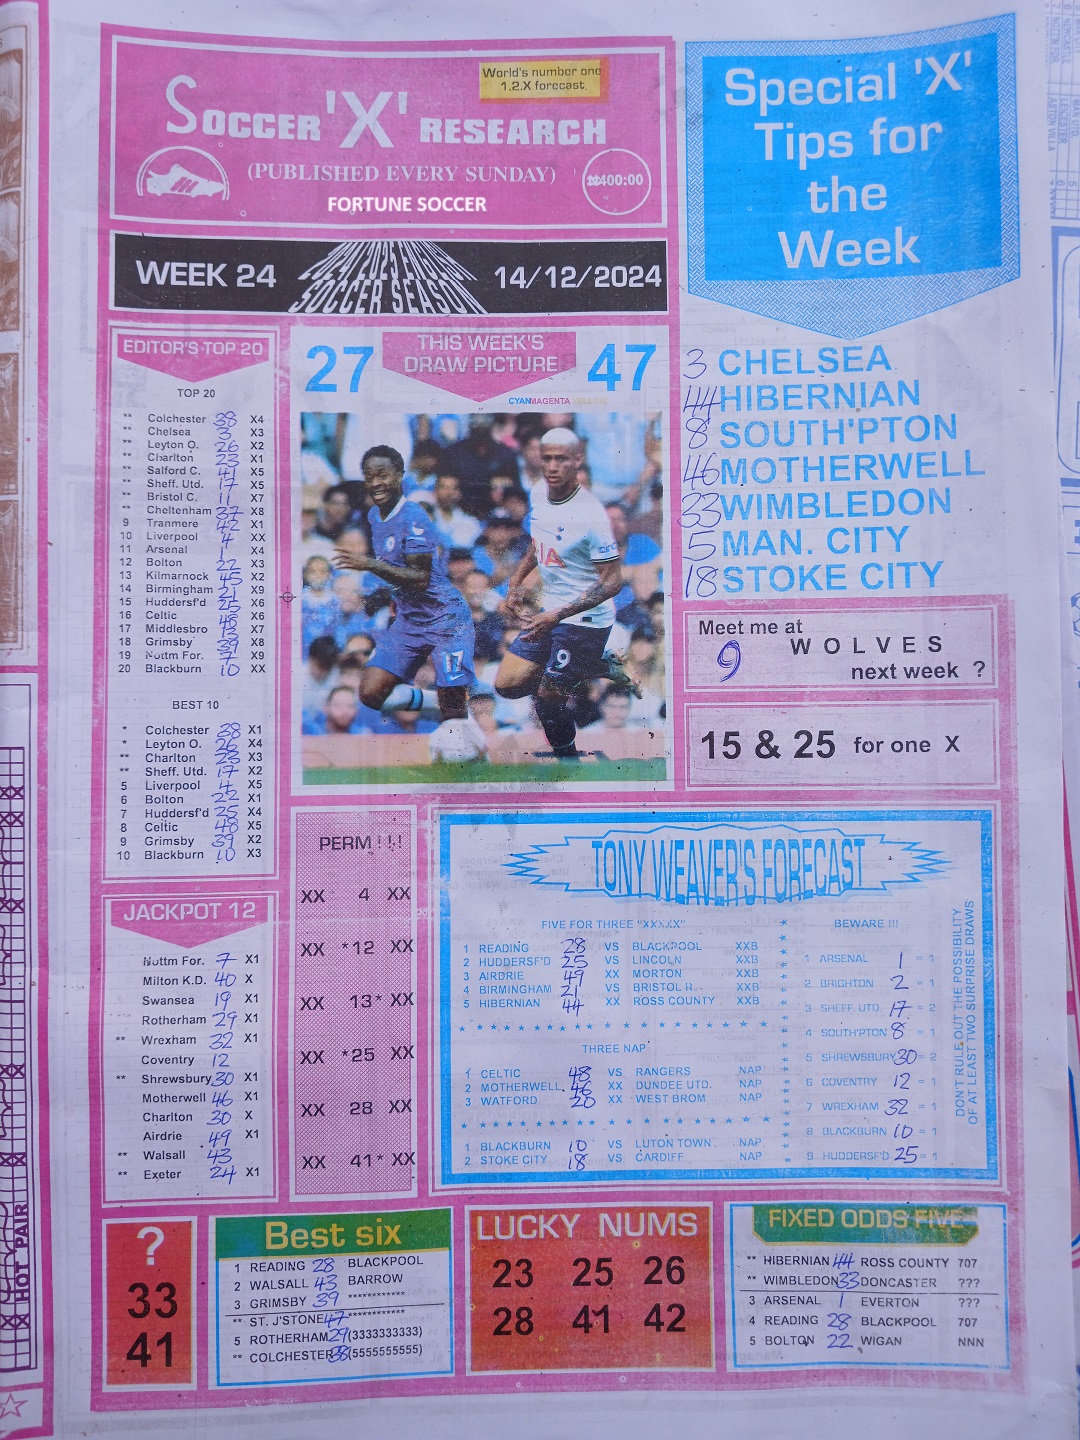 World's number one
1.2.X forecast.
SOCCER 'X' RESEARCH
(PUBLISHED EVERY SUNDAY)
₦400:00
FORTUNE SOCCER
WEEK 24
SOCCER SEASON
14/12/2024
Special 'X'
Tips for
the
Week
3 CHELSEA
44 HIBERNIAN
8 SOUTH'PTON
46 MOTHERWELL
33 WIMBLEDON
5 MAN. CITY
18 STOKE CITY
Meet me at
9 WOLVES
next week ?
15 & 25 for one X
EDITOR'S TOP 20
TOP 20
** Colchester 38 X4
** Chelsea 3 X3
** Leyton O. 26 X2
** Charlton 23 X1
** Salford C. 41 X5
** Sheff. Utd. 17 X5
** Bristol C. 11 X7
** Cheltenham 37 X8
9 Tranmere 42 X1
10 Liverpool 4 XX
11 Arsenal 1 X4
12 Bolton 22 X3
13 Kilmarnock 45 X2
14 Birmingham 21 X9
15 Huddersf'd 25 X6
16 Celtic 48 X6
17 Middlesbro 13 X7
18 Grimsby 39 X8
19 Nottm For. 7 X9
20 Blackburn 10 XX
BEST 10
* Colchester 38 X1
* Leyton O. 26 X4
** Charlton 23 X3
** Sheff. Utd. 17 X2
5 Liverpool 4 X5
6 Bolton 22 X1
7 Huddersf'd 25 X4
8 Celtic 48 X5
9 Grimsby 39 X2
10 Blackburn 10 X3
27 THIS WEEK'S 47
DRAW PICTURE
CYANMAGENTA YELLOW
17
9
JACKPOT 12
Nottm For. 7 X1
Milton K.D. 40 X
Swansea 19 X1
Rotherham 29 X1
** Wrexham 32 X1
Coventry 12
** Shrewsbury 30 X1
Motherwell 46 X1
Charlton 30 X
Airdrie 49 X1
** Walsall 43
** Exeter 24 X1
PERM ! !.!
XX 4 XX
XX *12 XX
XX 13* XX
XX *25 XX
XX 28 XX
XX 41* XX
TONY WEAVER'S FORECAST
FIVE FOR THREE "XXXXX"
1 READING 28 VS BLACKPOOL XXB
2 HUDDERSF'D 25 VS LINCOLN XXB
3 AIRDRIE 49 XX MORTON XXB
4 BIRMINGHAM 21 VS BRISTOL R. XXB
5 HIBERNIAN 44 XX ROSS COUNTY XXB
THREE NAP
1 CELTIC 48 VS RANGERS NAP
2 MOTHERWELL 46 XX DUNDEE UTD. NAP
3 WATFORD 20 XX WEST BROM NAP
1 BLACKBURN 10 VS LUTON TOWN NAP.
2 STOKE CITY 18 VS CARDIFF NAP
BEWARE !!!
1 ARSENAL 1 = 1
2 BRIGHTON 2 = 1
3 SHEFF. UTD. 17 = 2
4 SOUTH'PTON 8 = 1
5 SHREWSBURY 30 = 2
6 COVENTRY 12 = 1
7 WREXHAM 32 = 1
8 BLACKBURN 10 = 1
9 HUDDERSF'D 25 = 1
DON'T RULE OUT THE POSSIBILITY
OF AT LEAST TWO SURPRISE DRAWS
?
33
41
Best six
1 READING 28 BLACKPOOL
2 WALSALL 43 BARROW
3 GRIMSBY 39 ************
** ST. J'STONE 47 ************
5 ROTHERHAM 29 (3333333333)
** COLCHESTER 38 (5555555555)
LUCKY NUMS
23 25 26
28 41 42
FIXED ODDS FIVE
** HIBERNIAN 44 ROSS COUNTY 707
** WIMBLEDON 33 DONCASTER ???
3 ARSENAL 1 EVERTON ???
4 READING 28 BLACKPOOL 707
5 BOLTON 22 WIGAN NNN
HOT PAIR
LEICESTER
ASTON VILLA